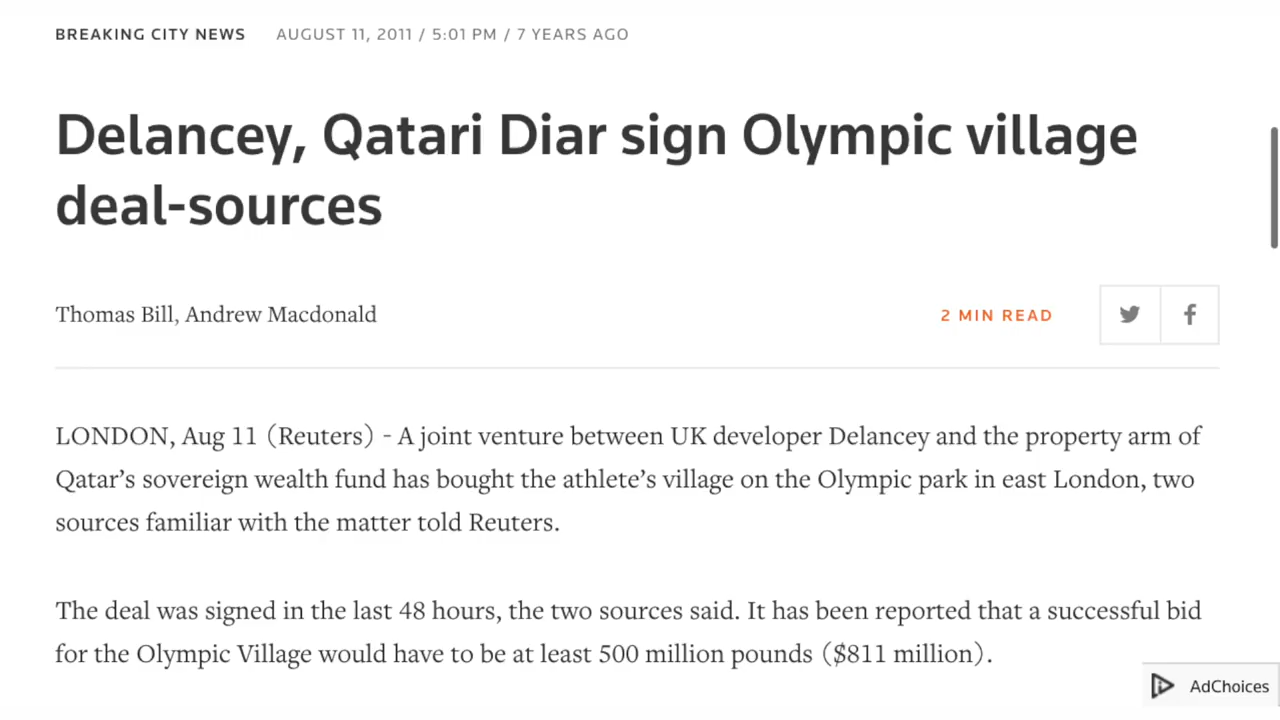 BREAKING CITY NEWS AUGUST 11, 2011 / 5:01 PM / 7 YEARS AGO
Delancey, Qatari Diar sign Olympic village
deal-sources
Thomas Bill, Andrew Macdonald 2 MIN READ
LONDON, Aug 11 (Reuters) - A joint venture between UK developer Delancey and the property arm of
Qatar’s sovereign wealth fund has bought the athlete’s village on the Olympic park in east London, two
sources familiar with the matter told Reuters.
The deal was signed in the last 48 hours, the two sources said. It has been reported that a successful bid
for the Olympic Village would have to be at least 500 million pounds ($811 million).
AdChoices